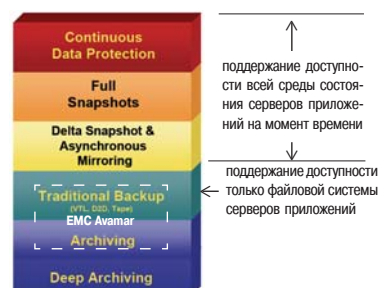 Continuous
Data Protection
Full
Snapshots
Delta Snapshot &
Asynchronous
Mirroring
Traditional Backup
(VTL, D2D, Tape)
EMC Avamar
Archiving
Deep Archiving
поддержание доступно-
сти всей среды состоя-
ния серверов приложе-
ний на момент времени
поддержание доступности
только файловой системы
серверов приложений